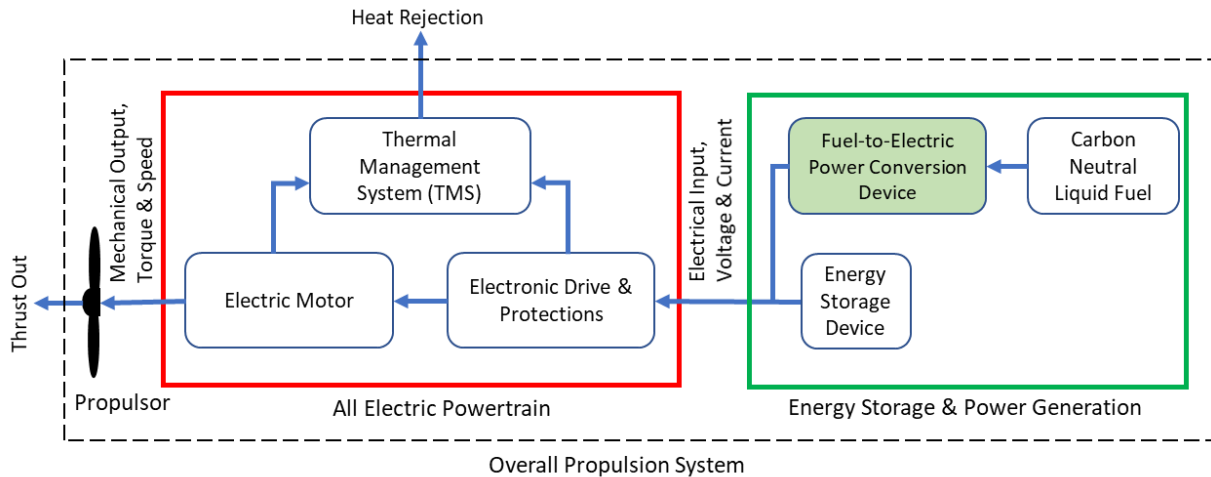 Heat Rejection
Thrust Out
Mechanical Output,
Torque & Speed
Propulsor
Thermal
Management
System (TMS)
Electric Motor
Electronic Drive &
Protections
All Electric Powertrain
Electrical Input,
Voltage & Current
Fuel-to-Electric
Power Conversion
Device
Carbon
Neutral
Liquid Fuel
Energy
Storage
Device
Energy Storage & Power Generation
Overall Propulsion System